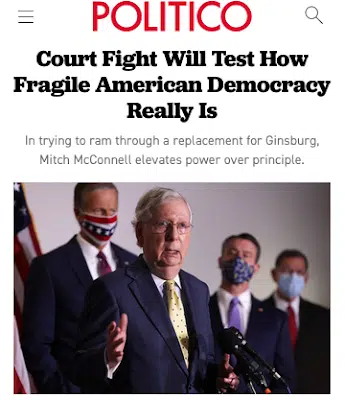 POLITICO
Court Fight Will Test How
Fragile American Democracy
Really Is
In trying to ram through a replacement for Ginsburg,
Mitch McConnell elevates power over principle.